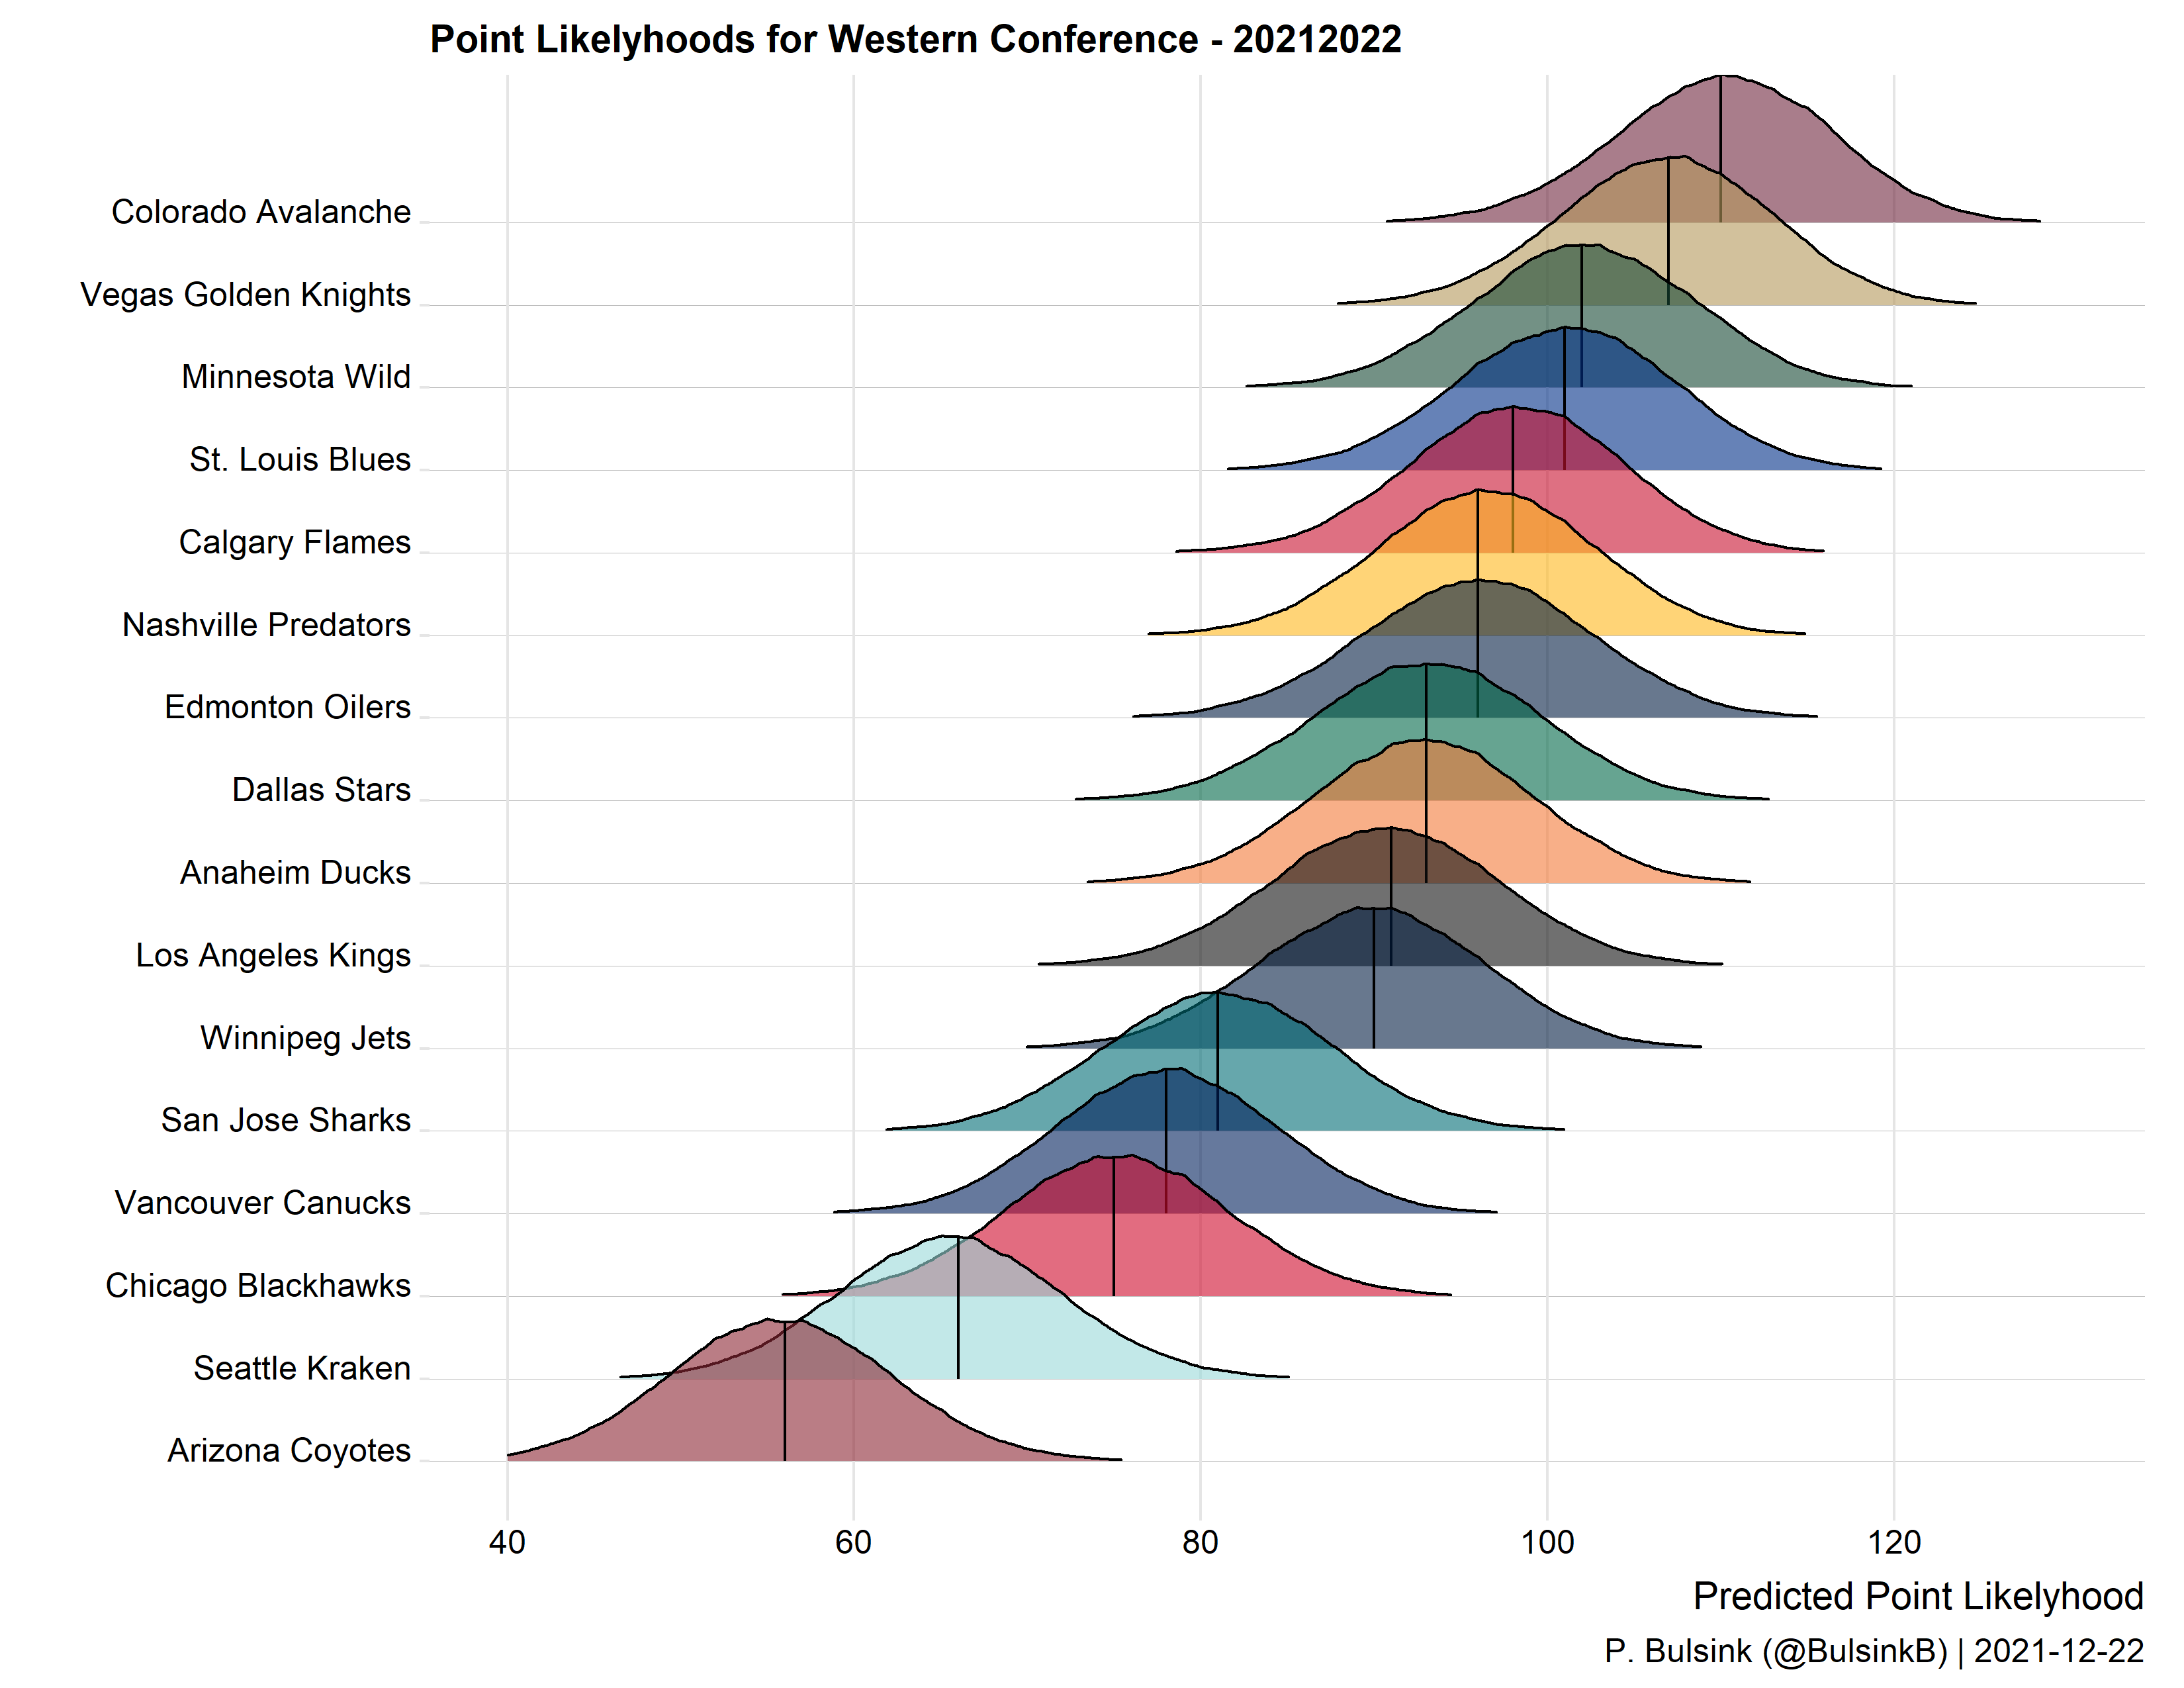 Point Likelyhoods for Western Conference - 20212022
Colorado Avalanche
Vegas Golden Knights
Minnesota Wild
St. Louis Blues
Calgary Flames
Nashville Predators
Edmonton Oilers
Dallas Stars
Anaheim Ducks
Los Angeles Kings
Winnipeg Jets
San Jose Sharks
Vancouver Canucks
Chicago Blackhawks
Seattle Kraken
Arizona Coyotes
40 60 80 100 120
Predicted Point Likelyhood
P. Bulsink (@BulsinkB) | 2021-12-22